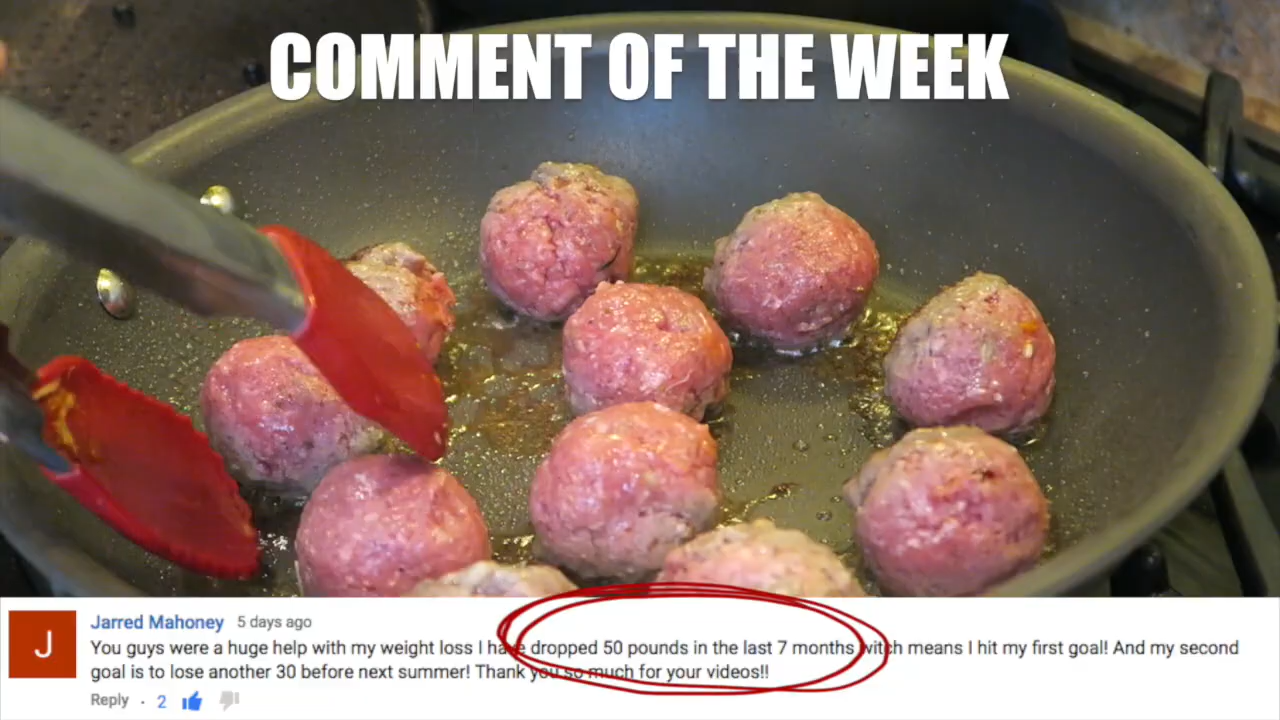 COMMENT OF THE WEEK
J
Jarred Mahoney 5 days ago
You guys were a huge help with my weight loss I have dropped 50 pounds in the last 7 months witch means I hit my first goal! And my second
goal is to lose another 30 before next summer! Thank you so much for your videos!!
Reply · 2